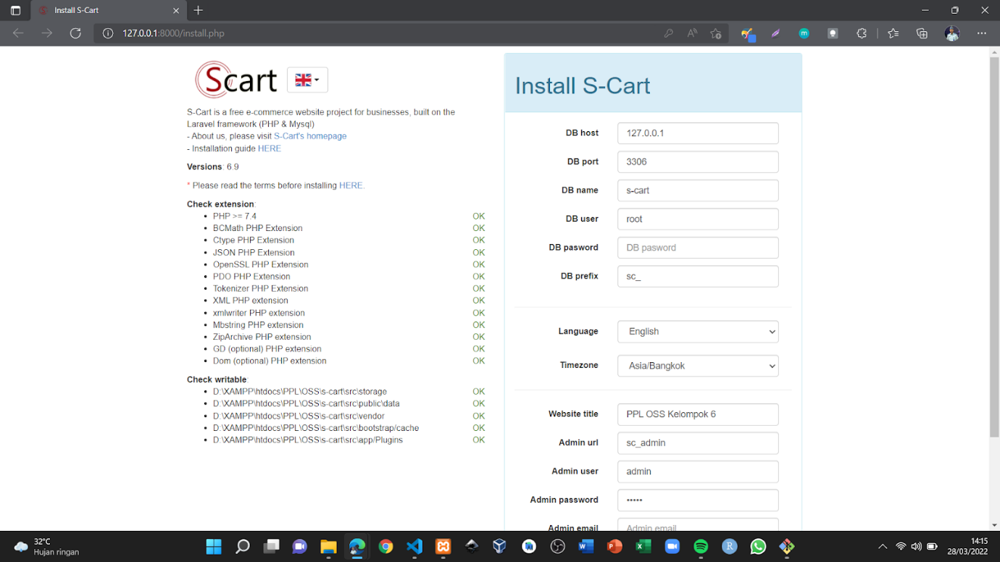 Install S-Cart
127.0.0.1:8000/install.php
Scart
S-Cart is a free e-commerce website project for businesses, built on the
Laravel framework (PHP & Mysql)
- About us, please visit S-Cart's homepage
- Installation guide HERE
Versions: 6.9
* Please read the terms before installing HERE.
Check extension:
PHP >= 7.4 OK
BCMath PHP Extension OK
Ctype PHP Extension OK
JSON PHP Extension OK
OpenSSL PHP Extension OK
PDO PHP Extension OK
Tokenizer PHP Extension OK
XML PHP extension OK
xmlwriter PHP extension OK
Mbstring PHP extension OK
ZipArchive PHP extension OK
GD (optional) PHP extension OK
Dom (optional) PHP extension OK
Check writable:
D:\XAMPP\htdocs\PPL\OSS\s-cart\src\storage OK
D:\XAMPP\htdocs\PPL\OSS\s-cart\src\public\data OK
D:\XAMPP\htdocs\PPL\OSS\s-cart\src\vendor OK
D:\XAMPP\htdocs\PPL\OSS\s-cart\src\bootstrap/cache OK
D:\XAMPP\htdocs\PPL\OSS\s-cart\src\app/Plugins OK
Install S-Cart
DB host 127.0.0.1
DB port 3306
DB name s-cart
DB user root
DB pasword DB pasword
DB prefix sc_
Language English
Timezone Asia/Bangkok
Website title PPL OSS Kelompok 6
Admin url sc_admin
Admin user admin
Admin password •••••
Admin email Admin email
32°C
Hujan ringan
14:15
28/03/2022